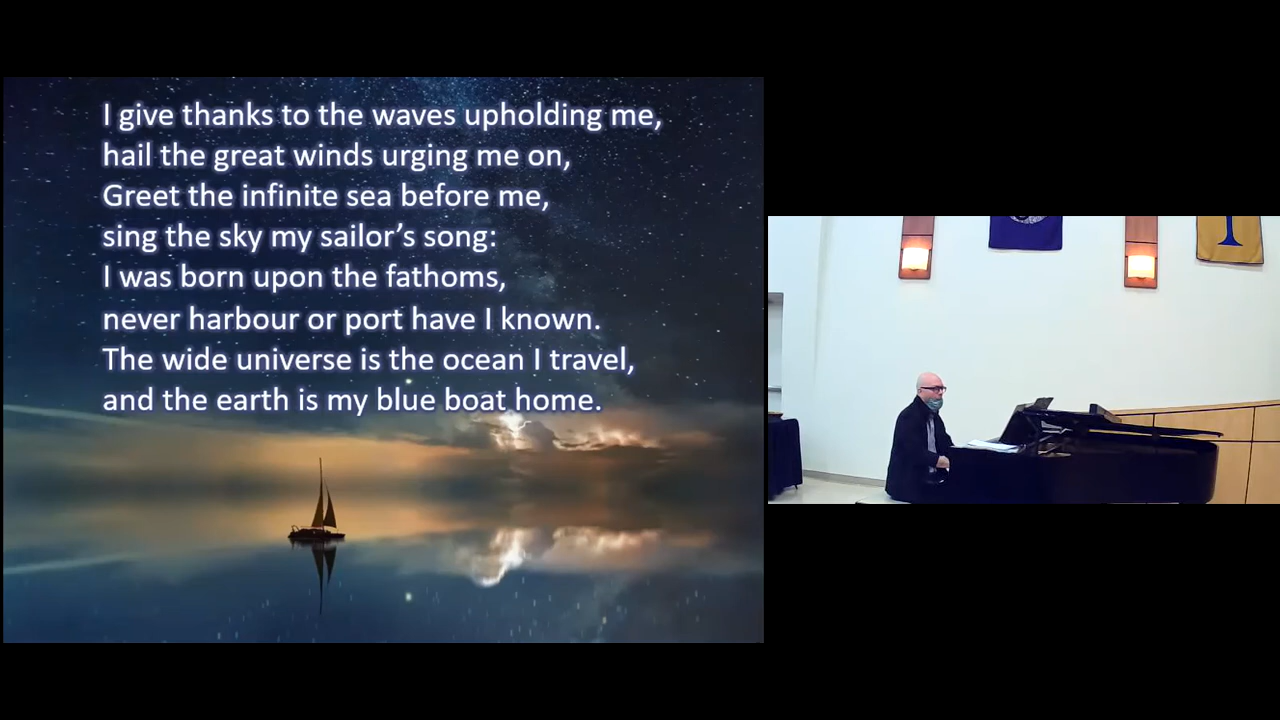 I give thanks to the waves upholding me,
hail the great winds urging me on,
Greet the infinite sea before me,
sing the sky my sailor’s song:
I was born upon the fathoms,
never harbour or port have I known.
The wide universe is the ocean I travel,
and the earth is my blue boat home.